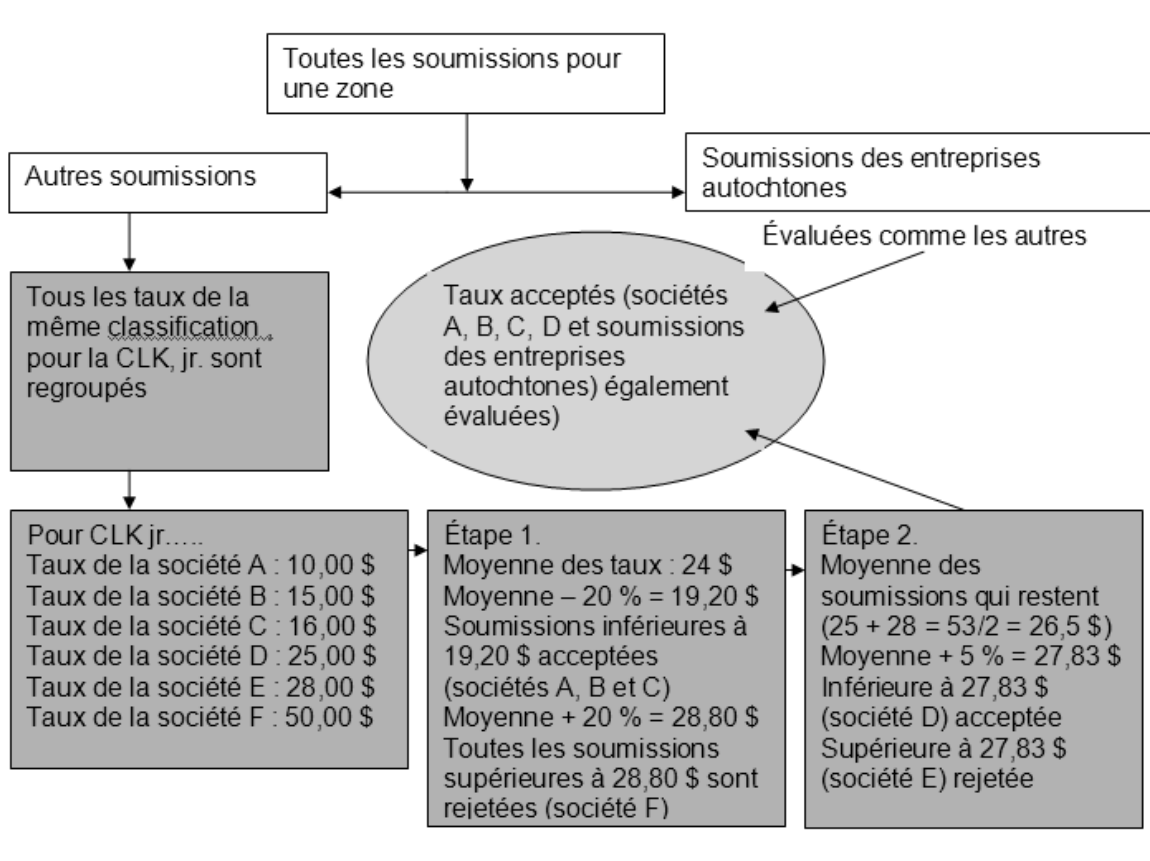 Toutes les soumissions pour
une zone
Autres soumissions
Soumissions des entreprises
autochtones
Évaluées comme les autres
Tous les taux de la
même classification ,
pour la CLK, jr. sont
regroupés
Taux acceptés (sociétés
A, B, C, D et soumissions
des entreprises
autochtones) également
évaluées)
Pour CLK jr…..
Taux de la société A : 10,00 $
Taux de la société B : 15,00 $
Taux de la société C : 16,00 $
Taux de la société D : 25,00 $
Taux de la société E : 28,00 $
Taux de la société F : 50,00 $
Étape 1.
Moyenne des taux : 24 $
Moyenne – 20 % = 19,20 $
Soumissions inférieures à
19,20 $ acceptées
(sociétés A, B et C)
Moyenne + 20 % = 28,80 $
Toutes les soumissions
supérieures à 28,80 $ sont
rejetées (société F)
Étape 2.
Moyenne des
soumissions qui restent
(25 + 28 = 53/2 = 26,5 $)
Moyenne + 5 % = 27,83 $
Inférieure à 27,83 $
(société D) acceptée
Supérieure à 27,83 $
(société E) rejetée